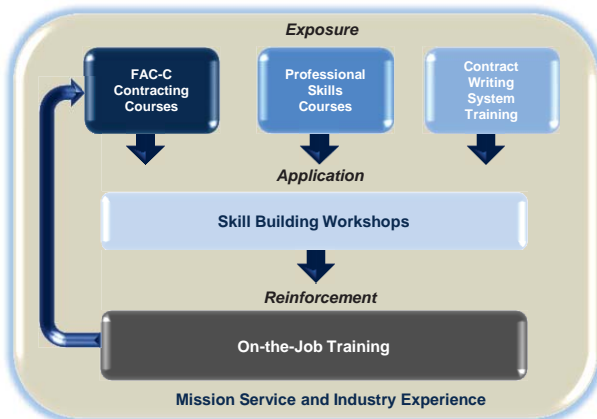 Exposure
FAC-C
Contracting
Courses
Professional
Skills
Courses
Contract
Writing
System
Training
Application
Skill Building Workshops
Reinforcement
On-the-Job Training
Mission Service and Industry Experience